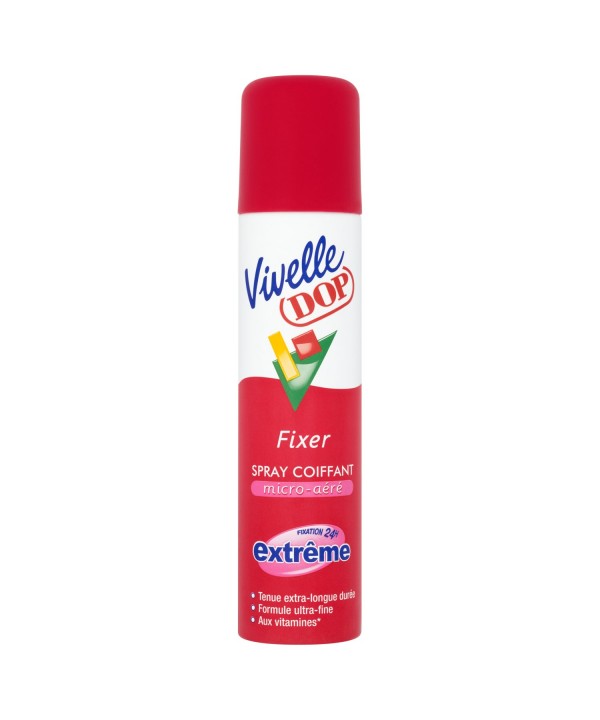 Vivelle
DOP
Fixer
SPRAY COIFFANT
micro-aéré
FIXATION 24H
extrême
• Tenue extra-longue durée
• Formule ultra-fine
• Aux vitamines*